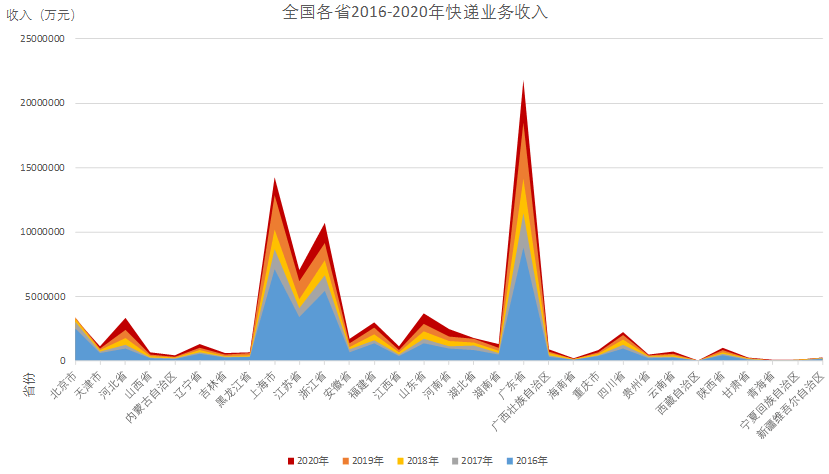 全国各省2016-2020年快递业务收入
收入（万元）
25000000
20000000
15000000
10000000
5000000
0
省份
北京市
天津市
河北省
山西省
内蒙古自治区
辽宁省
吉林省
黑龙江省
上海市
江苏省
浙江省
安徽省
福建省
江西省
山东省
河南省
湖北省
湖南省
广东省
广西壮族自治区
海南省
重庆市
四川省
贵州省
云南省
西藏自治区
陕西省
甘肃省
青海省
宁夏回族自治区
新疆维吾尔自治区
2020年 2019年 2018年 2017年 2016年